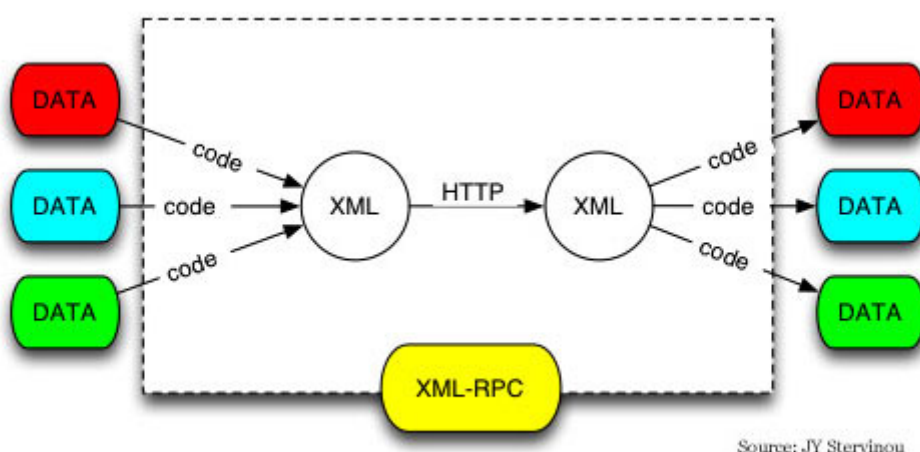 DATA
code
DATA
code
DATA
code
XML
HTTP
XML
code
DATA
code
DATA
code
DATA
XML-RPC
Source: JY Stervinou